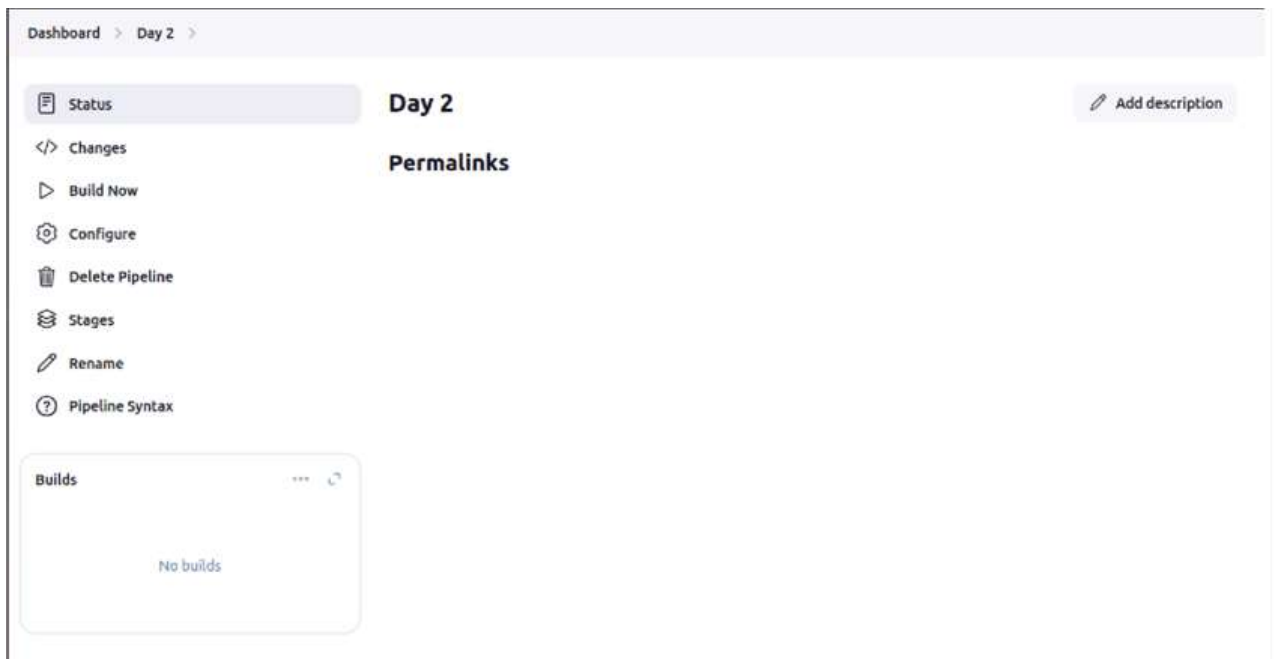 Dashboard > Day 2 >
Status
Changes
Build Now
Configure
Delete Pipeline
Stages
Rename
Pipeline Syntax
Builds
No builds
Day 2
Add description
Permalinks